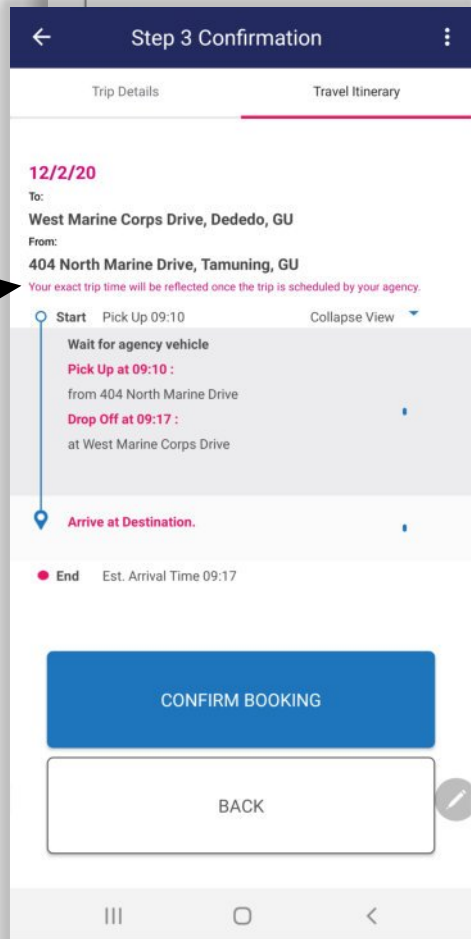 Step 3 Confirmation
Trip Details Travel Itinerary
12/2/20
To:
West Marine Corps Drive, Dededo, GU
From:
404 North Marine Drive, Tamuning, GU
Your exact trip time will be reflected once the trip is scheduled by your agency.
Start Pick Up 09:10 Collapse View
Wait for agency vehicle
Pick Up at 09:10 :
from 404 North Marine Drive
Drop Off at 09:17 :
at West Marine Corps Drive
Arrive at Destination.
End Est. Arrival Time 09:17
CONFIRM BOOKING
BACK